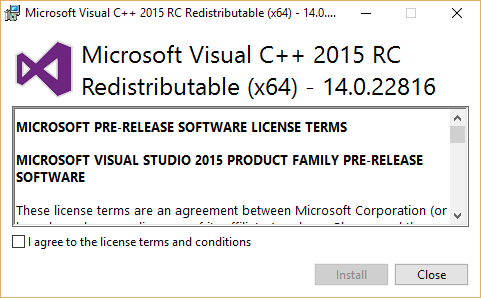 Microsoft Visual C++ 2015 RC Redistributable (x64) - 14.0....
Microsoft Visual C++ 2015 RC
Redistributable (x64) - 14.0.22816
MICROSOFT PRE-RELEASE SOFTWARE LICENSE TERMS
MICROSOFT VISUAL STUDIO 2015 PRODUCT FAMILY PRE-RELEASE
SOFTWARE
These license terms are an agreement between Microsoft Corporation (or
I agree to the license terms and conditions
Install
Close